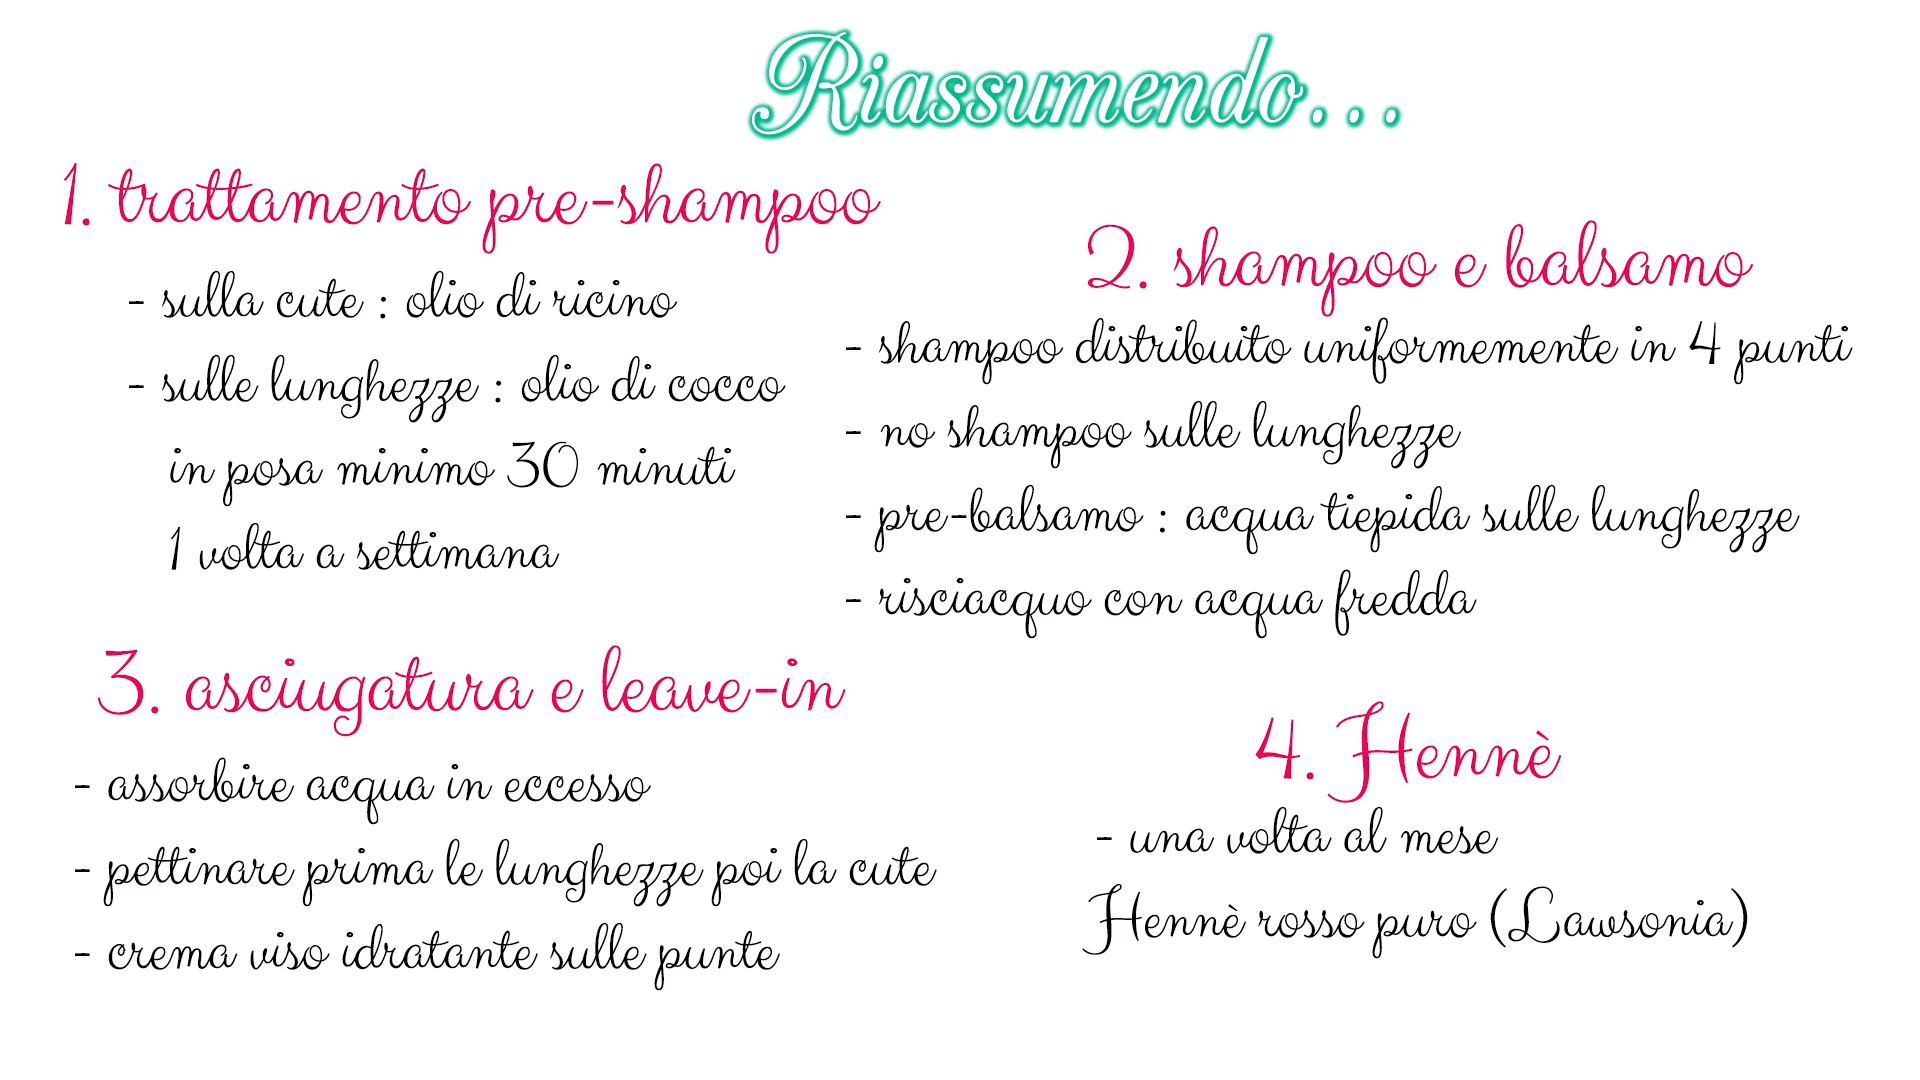 Riassumendo...
1. trattamento pre-shampoo
- sulla cute : olio di ricino
- sulle lunghezze : olio di cocco
in posa minimo 30 minuti
1 volta a settimana
2. shampoo e balsamo
- shampoo distribuito uniformemente in 4 punti
- no shampoo sulle lunghezze
- pre-balsamo : acqua tiepida sulle lunghezze
- risciacquo con acqua fredda
3. asciugatura e leave-in
- assorbire acqua in eccesso
- pettinare prima le lunghezze poi la cute
- crema viso idratante sulle punte
4. Hennè
- una volta al mese
Hennè rosso puro (Lawsonia)